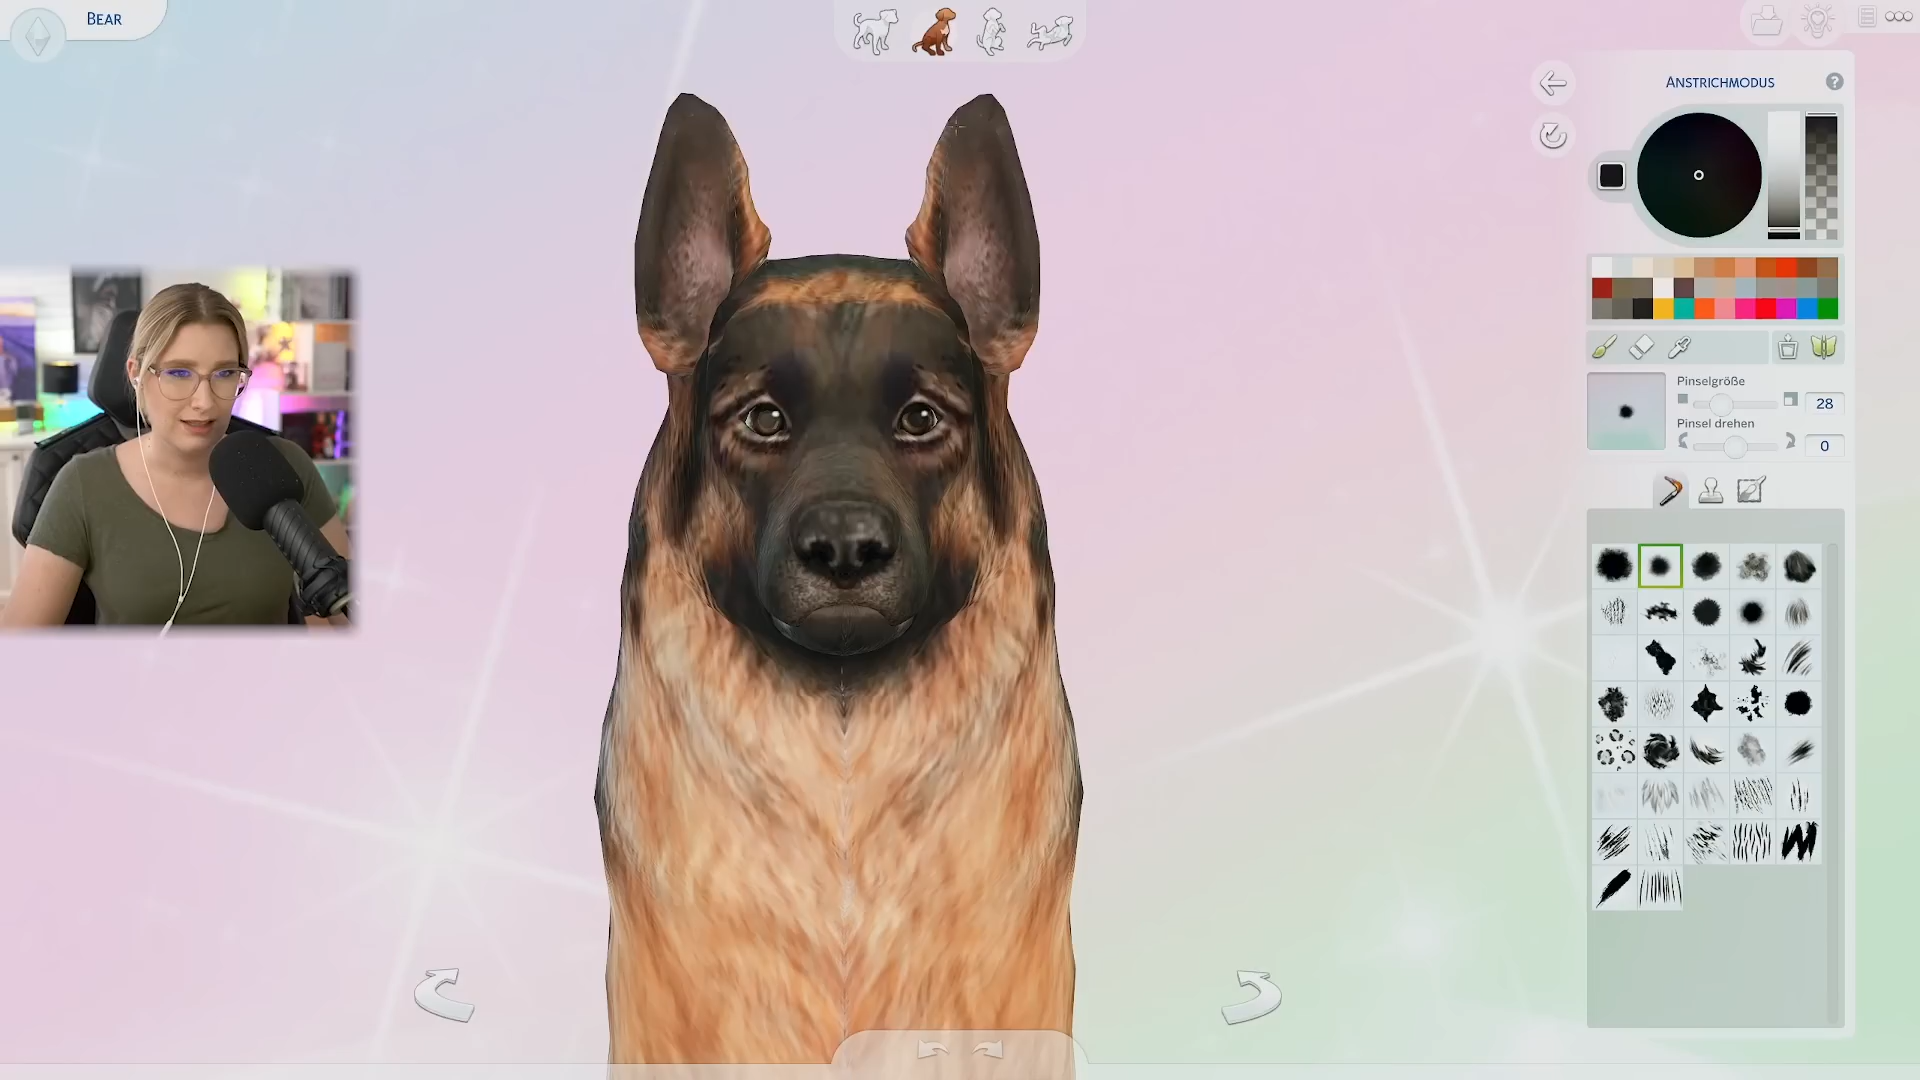 Bear
Anstrichmodus
?
Pinselgröße
28
Pinsel drehen
0